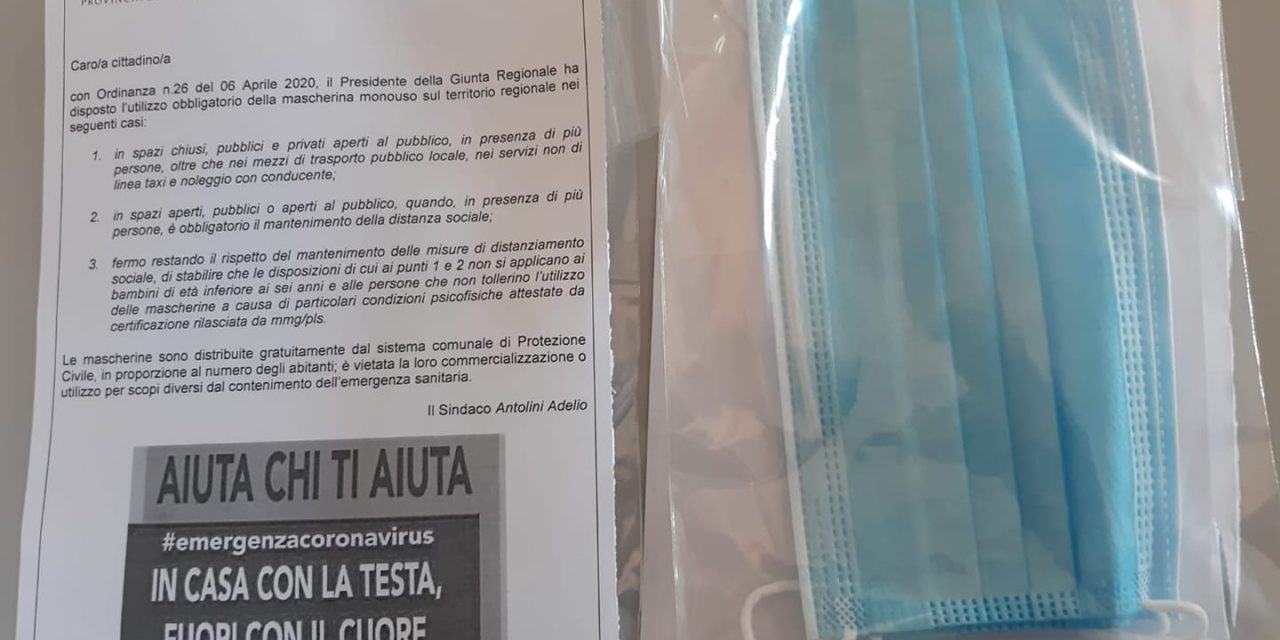 Caro/a cittadino/a
con Ordinanza n.26 del 06 Aprile 2020, il Presidente della Giunta Regionale ha
disposto l'utilizzo obbligatorio della mascherina monouso sul territorio regionale nei
seguenti casi:
1. in spazi chiusi, pubblici e privati aperti al pubblico, in presenza di più
persone, oltre che nei mezzi di trasporto pubblico locale, nei servizi non di
linea taxi e noleggio con conducente;
2. in spazi aperti, pubblici o aperti al pubblico, quando, in presenza di più
persone, è obbligatorio il mantenimento della distanza sociale;
3. fermo restando il rispetto del mantenimento delle misure di distanziamento
sociale, di stabilire che le disposizioni di cui ai punti 1 e 2 non si applicano ai
bambini di età inferiore ai sei anni e alle persone che non tollerino l'utilizzo
delle mascherine a causa di particolari condizioni psicofisiche attestate da
certificazione rilasciata da mmg/pls.
Le mascherine sono distribuite gratuitamente dal sistema comunale di Protezione
Civile, in proporzione al numero degli abitanti; è vietata la loro commercializzazione o
utilizzo per scopi diversi dal contenimento dell'emergenza sanitaria.
Il Sindaco Antolini Adelio
AIUTA CHI TI AIUTA
#emergenzacoronavirus
IN CASA CON LA TESTA,
FUORI CON IL CUORE